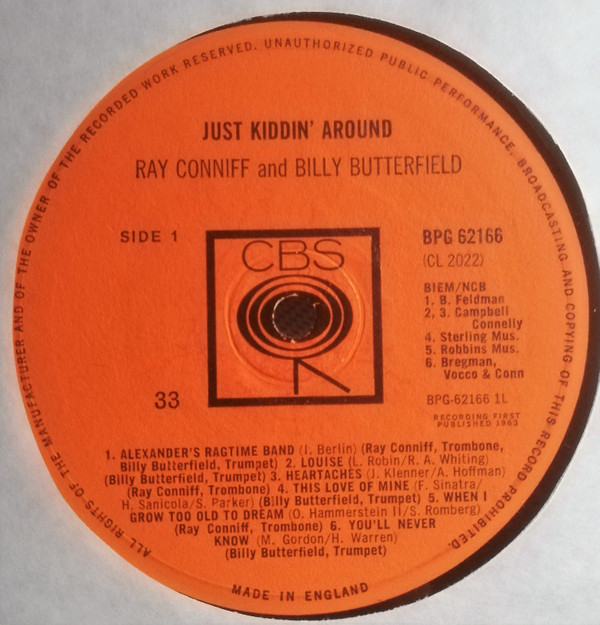 ALL RIGHTS OF THE MANUFACTURER AND OF THE OWNER OF THE RECORDED WORK RESERVED. UNAUTHORIZED PUBLIC PERFORMANCE, BROADCASTING AND COPYING OF THIS RECORD PROHIBITED.
JUST KIDDIN' AROUND
RAY CONNIFF and BILLY BUTTERFIELD
SIDE 1
CBS
33
BPG 62166
(CL 2022)
BIEM/NCB
1. B. Feldman
2, 3. Campbell
Connelly
4. Sterling Mus.
5. Robbins Mus.
6. Bregman,
Vocco & Conn
BPG-62166 1L
RECORDING FIRST
PUBLISHED 1963
1. ALEXANDER'S RAGTIME BAND (I. Berlin) (Ray Conniff, Trombone,
Billy Butterfield, Trumpet) 2. LOUISE (L. Robin/R. A. Whiting)
(Billy Butterfield, Trumpet) 3. HEARTACHES (J. Klenner/A. Hoffman)
(Ray Conniff, Trombone) 4. THIS LOVE OF MINE (F. Sinatra/
H. Sanicola/S. Parker) (Billy Butterfield, Trumpet) 5. WHEN I
GROW TOO OLD TO DREAM (O. Hammerstein II/S. Romberg)
(Ray Conniff, Trombone) 6. YOU'LL NEVER
KNOW (M. Gordon/H. Warren)
(Billy Butterfield, Trumpet)
MADE IN ENGLAND